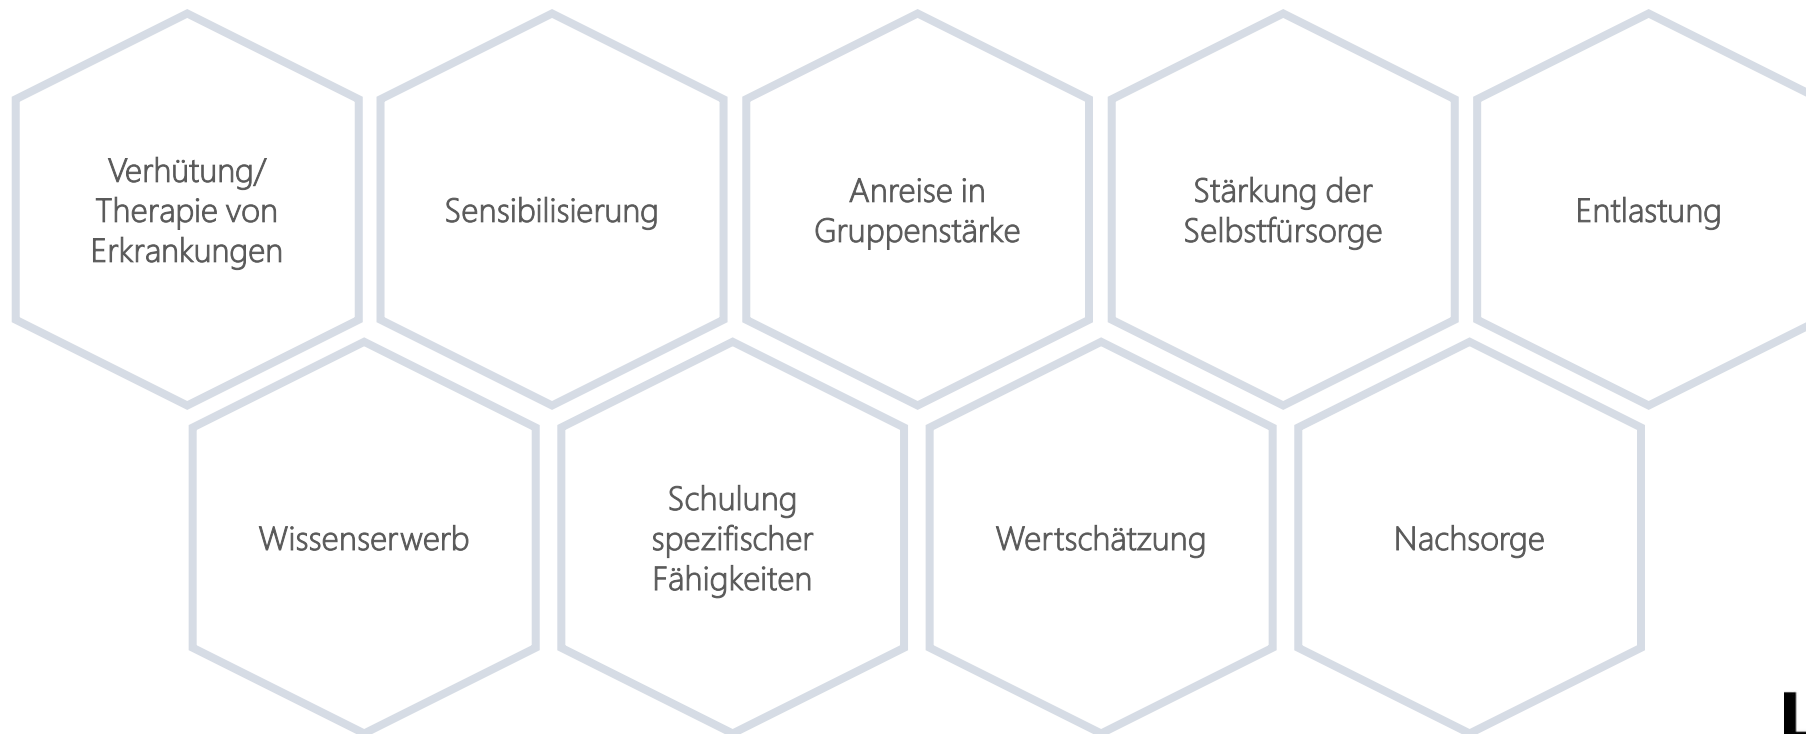 Verhütung/
Therapie von
Erkrankungen
Sensibilisierung
Anreise in
Gruppenstärke
Stärkung der
Selbstfürsorge
Entlastung
Wissenserwerb
Schulung
spezifischer
Fähigkeiten
Wertschätzung
Nachsorge